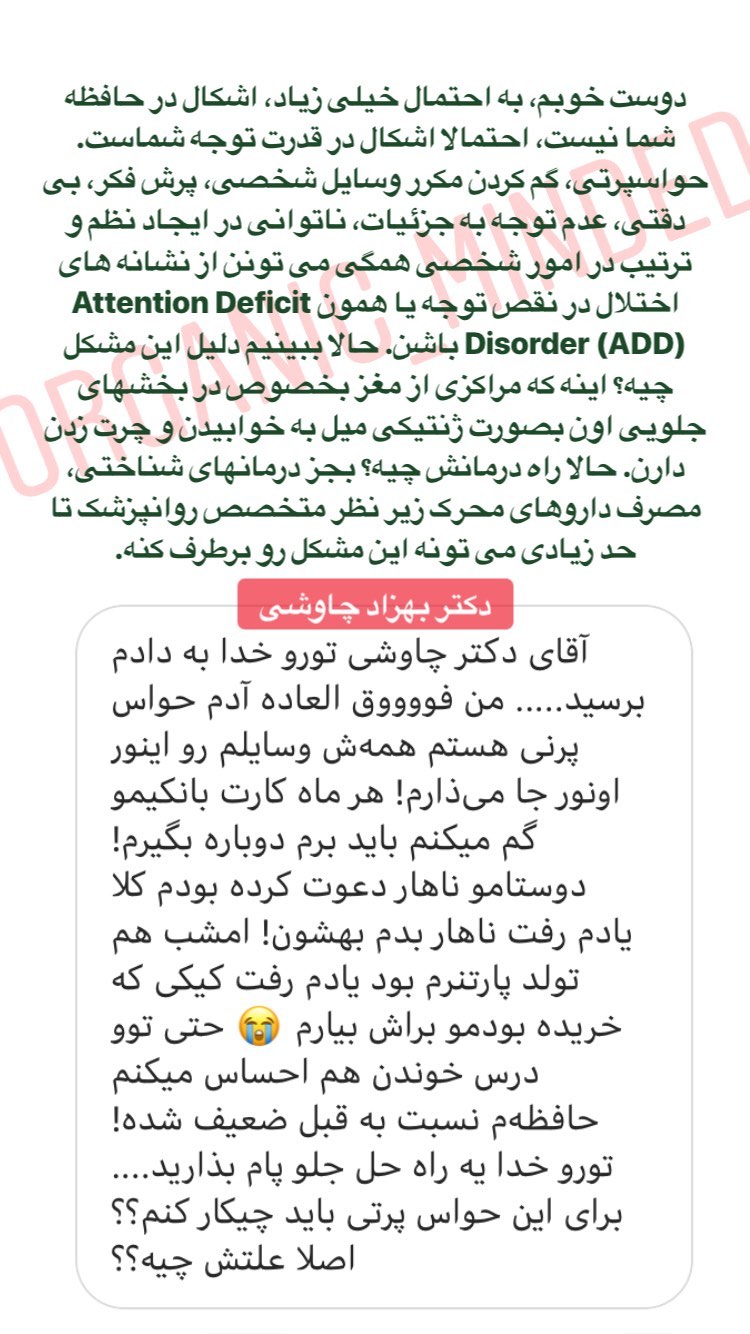 دوست خوبم، به احتمال خیلی زیاد، اشکال در حافظه
شما نیست، احتمالا اشکال در قدرت توجه شماست.
حواسپرتی، گم کردن مکرر وسایل شخصی، پرش فکر، بی
دقتی، عدم توجه به جزئیات، ناتوانی در ایجاد نظم و
ترتیب در امور شخصی همگی می تونن از نشانه های
اختلال در نقص توجه یا همون Attention Deficit
Disorder (ADD) باشن. حالا ببینیم دلیل این مشکل
چیه؟ اینه که مراکزی از مغز بخصوص در بخشهای
جلویی اون بصورت ژنتیکی میل به خوابیدن و چرت زدن
دارن. حالا راه درمانش چیه؟ بجز درمانهای شناختی،
مصرف داروهای محرک زیر نظر متخصص روانپزشک تا
حد زیادی می تونه این مشکل رو برطرف کنه.
ORGANIC_MINDED
دکتر بهزاد چاوشی
آقای دکتر چاوشی تورو خدا به دادم
برسید..... من فووووق العاده آدم حواس
پرنی هستم همه‌ش وسایلم رو اینور
اونور جا می‌ذارم! هر ماه کارت بانکیمو
گم میکنم باید برم دوباره بگیرم!
دوستامو ناهار دعوت کرده بودم کلا
یادم رفت ناهار بدم بهشون! امشب هم
تولد پارتنرم بود یادم رفت کیکی که
خریده بودمو براش بیارم 😭 حتی توو
درس خوندن هم احساس میکنم
حافظه‌م نسبت به قبل ضعیف شده!
تورو خدا یه راه حل جلو پام بذارید....
برای این حواس پرتی باید چیکار کنم؟؟
اصلا علتش چیه؟؟